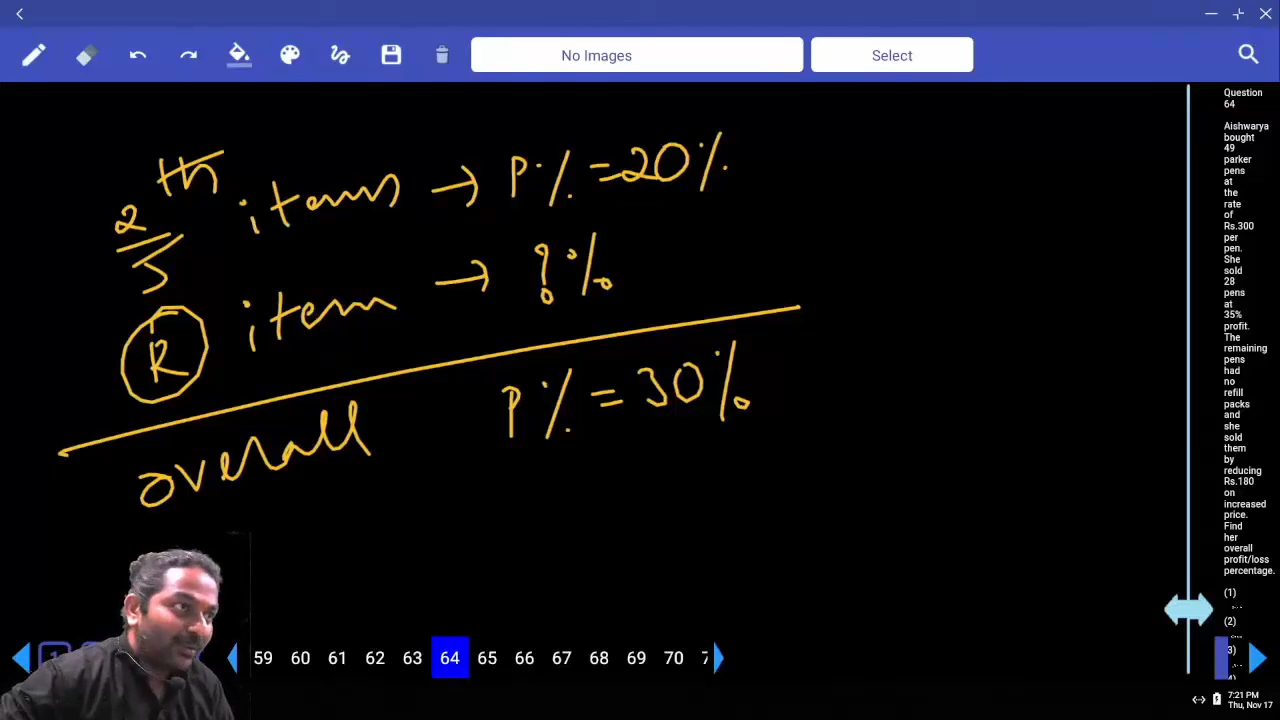 No Images
Select
2/5 th items → P% = 20%
R item → ?%
overall P% = 30%
59 60 61 62 63 64 65 66 67 68 69 70
Question
64
Aishwarya
bought
49
parker
pens
at
the
rate
of
Rs.300
per
pen.
She
sold
28
pens
at
35%
profit.
The
remaining
pens
had
no
refill
packs
and
she
sold
them
by
reducing
Rs.180
on
increased
price.
Find
her
overall
profit/loss
percentage.
(1)
...
(2)
...
3)
...
7:21 PM
Thu, Nov 17